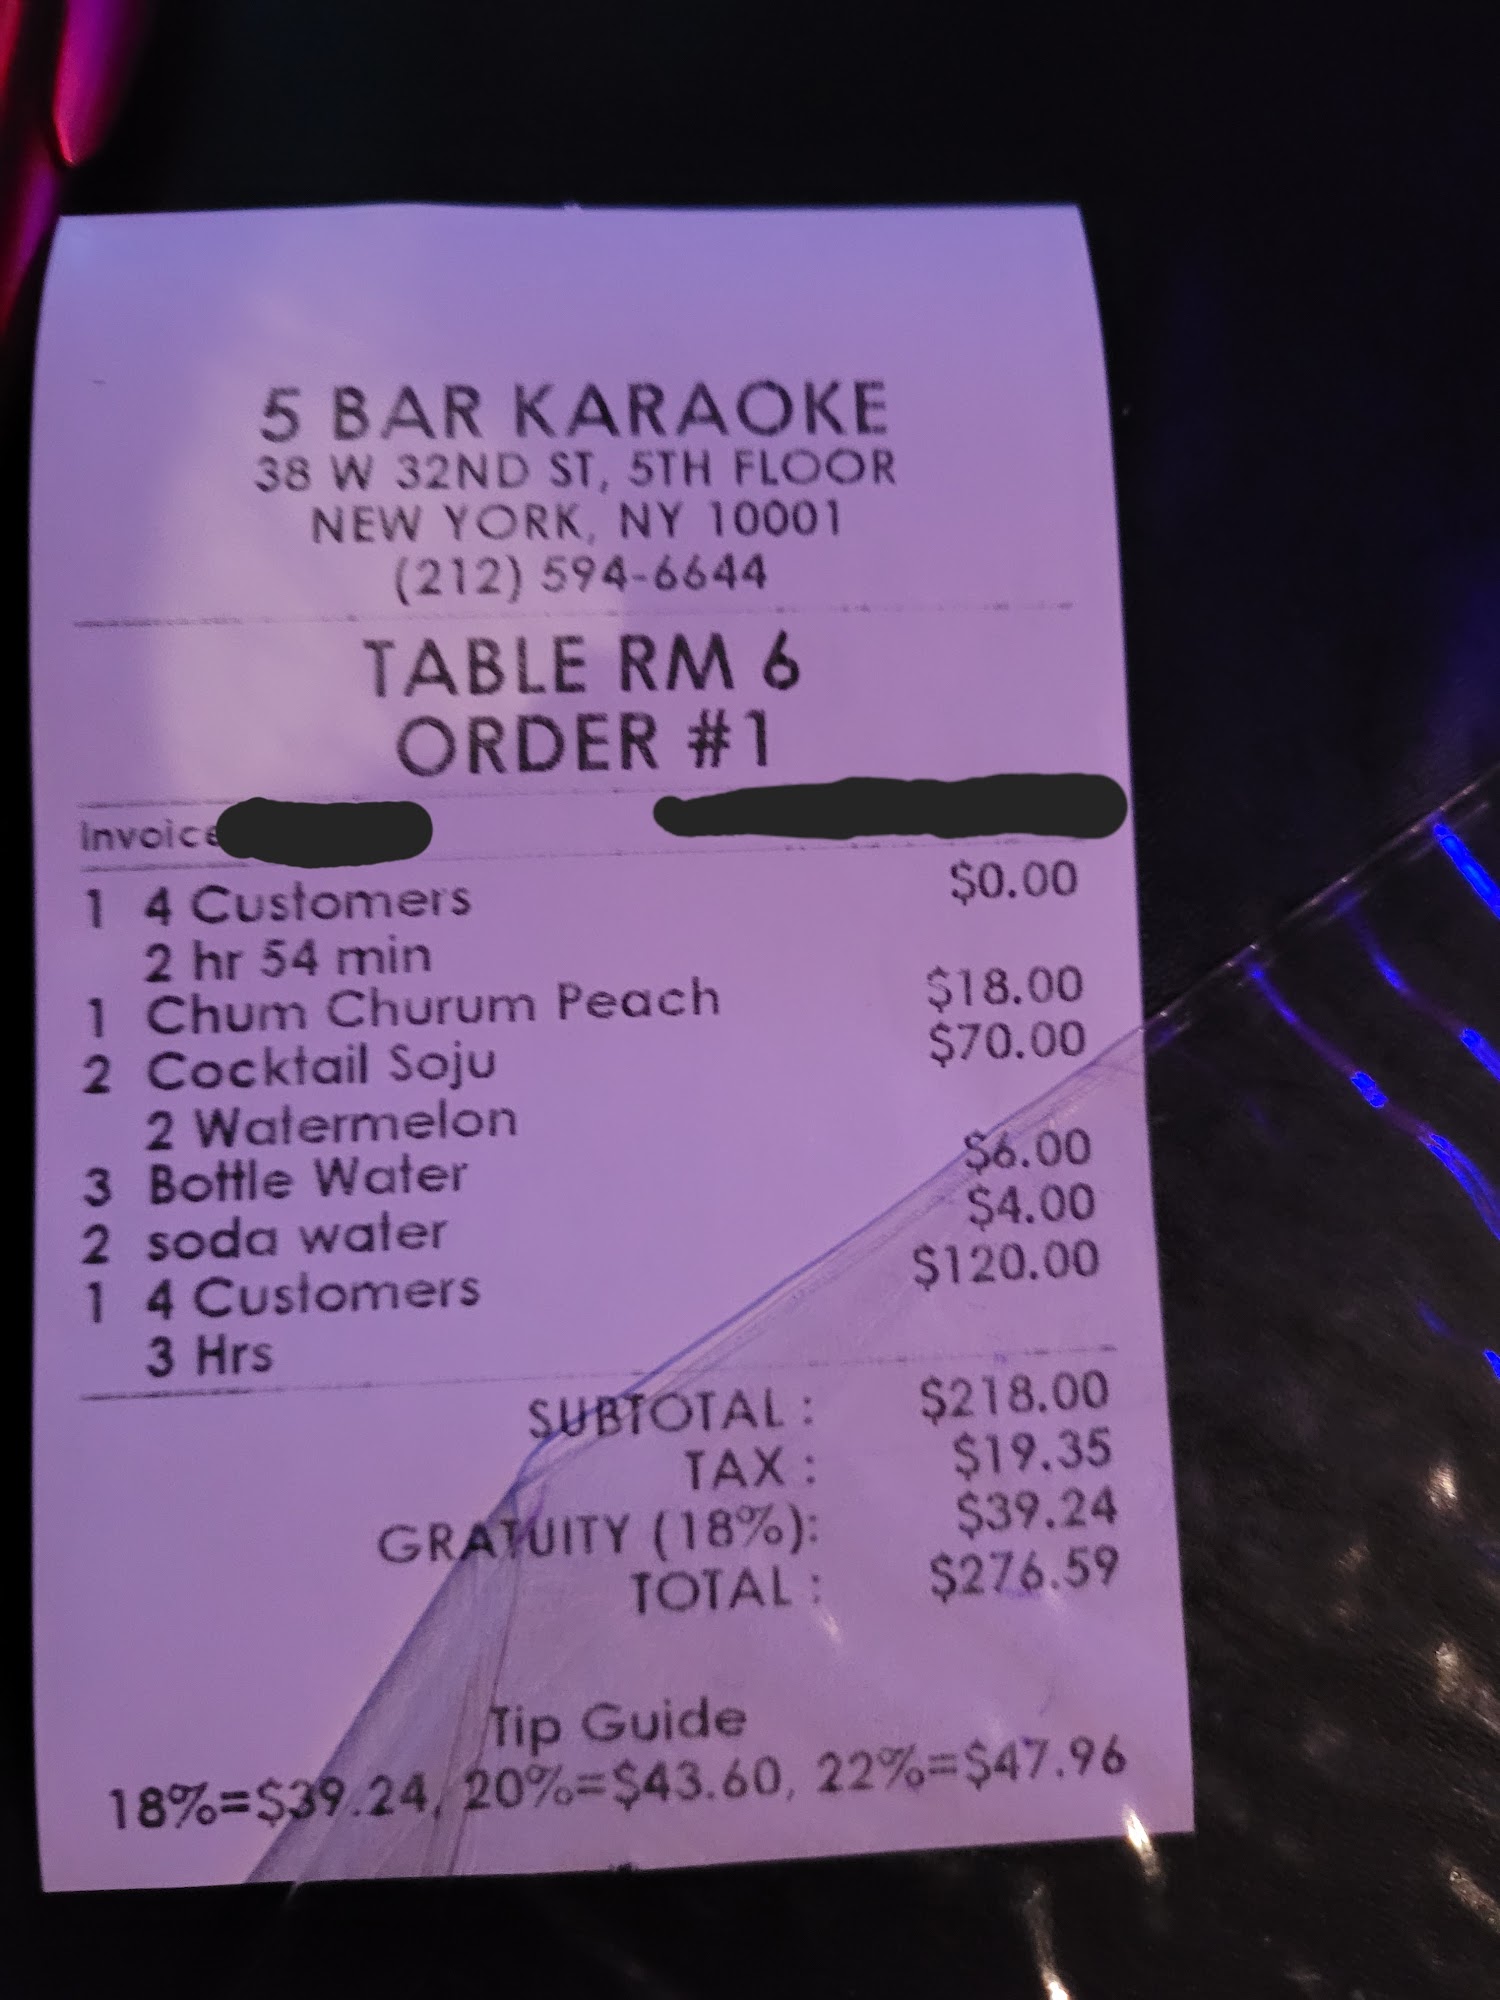 5 BAR KARAOKE
38 W 32ND ST, 5TH FLOOR
NEW YORK, NY 10001
(212) 594-6644
TABLE RM 6
ORDER #1
Invoice
1 4 Customers $0.00
2 hr 54 min
1 Chum Churum Peach $18.00
2 Cocktail Soju $70.00
2 Watermelon
3 Bottle Water $6.00
2 soda water $4.00
1 4 Customers $120.00
3 Hrs
SUBTOTAL : $218.00
TAX : $19.35
GRATUITY (18%): $39.24
TOTAL : $276.59
Tip Guide
18%=$39.24, 20%=$43.60, 22%=$47.96